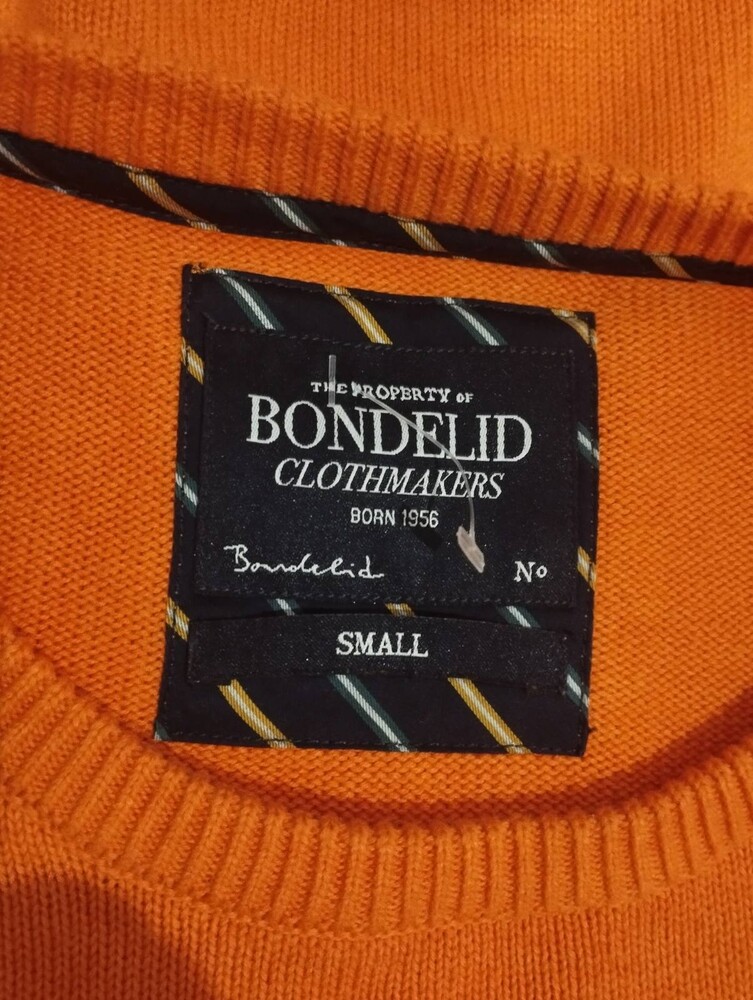 THE PROPERTY OF
BONDELID
CLOTHMAKERS
BORN 1956
Bondelid Nº
SMALL